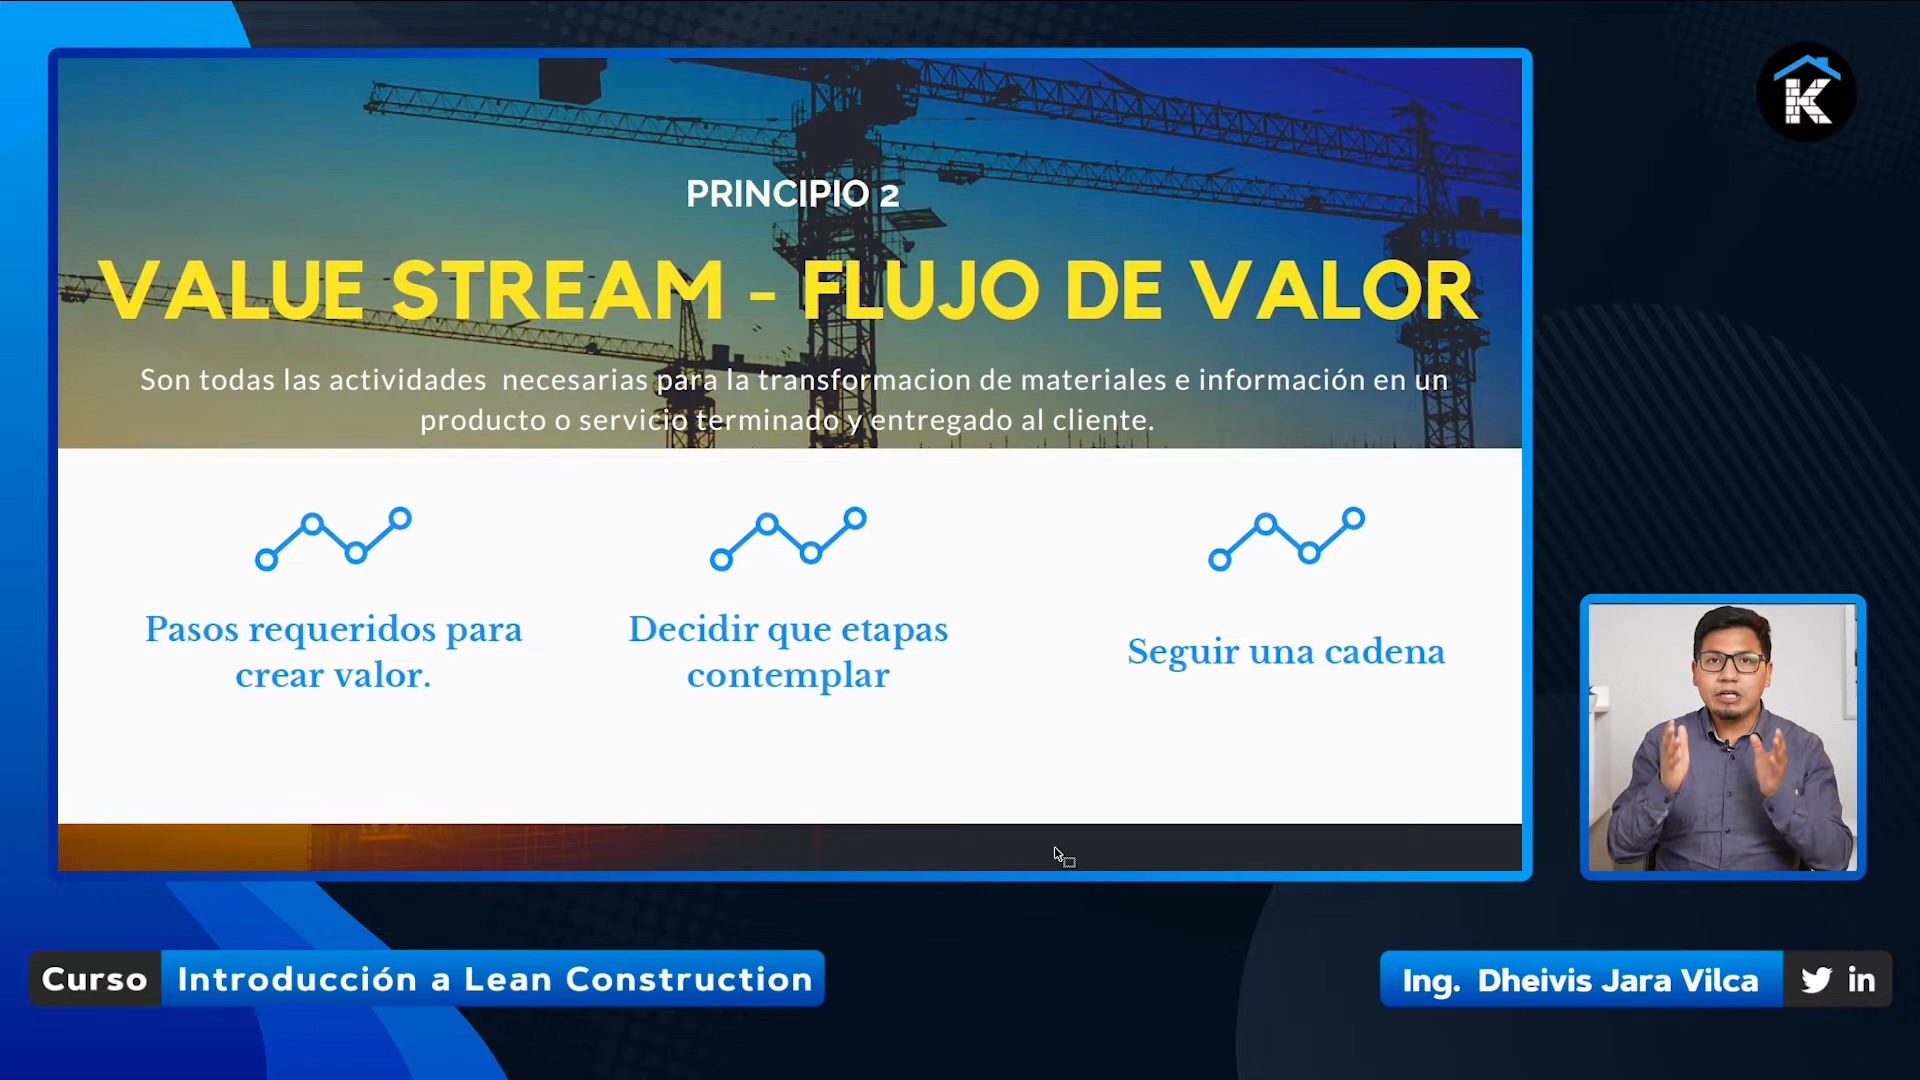 PRINCIPIO 2
VALUE STREAM - FLUJO DE VALOR
Son todas las actividades necesarias para la transformacion de materiales e información en un
producto o servicio terminado y entregado al cliente.
Pasos requeridos para
crear valor.
Decidir que etapas
contemplar
Seguir una cadena
K
Curso Introducción a Lean Construction
Ing. Dheivis Jara Vilca in